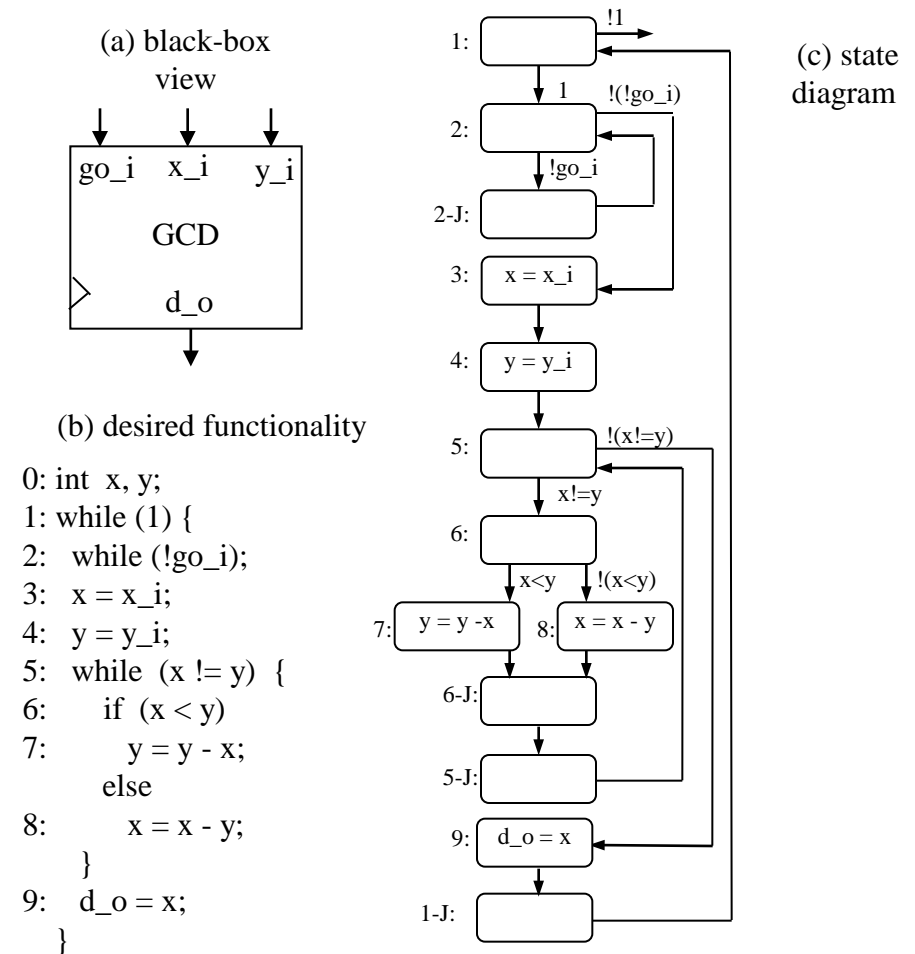 (a) black-box
view
go_i x_i y_i
GCD
d_o
(b) desired functionality
0: int x, y;
1: while (1) {
2: while (!go_i);
3: x = x_i;
4: y = y_i;
5: while (x != y) {
6: if (x < y)
7: y = y - x;
else
8: x = x - y;
}
9: d_o = x;
}
(c) state
diagram
1:
!1
1
!(!go_i)
2:
!go_i
2-J:
3: x = x_i
4: y = y_i
5:
!(x!=y)
x!=y
6:
x<y !(x<y)
7: y = y -x
8: x = x - y
6-J:
5-J:
9: d_o = x
1-J: